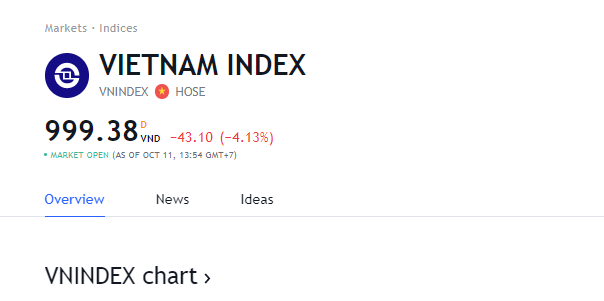 Markets · Indices
VIETNAM INDEX
VNINDEX HOSE
999.38 D VND −43.10 (−4.13%)
• MARKET OPEN (AS OF OCT 11, 13:54 GMT+7)
Overview News Ideas
VNINDEX chart ›